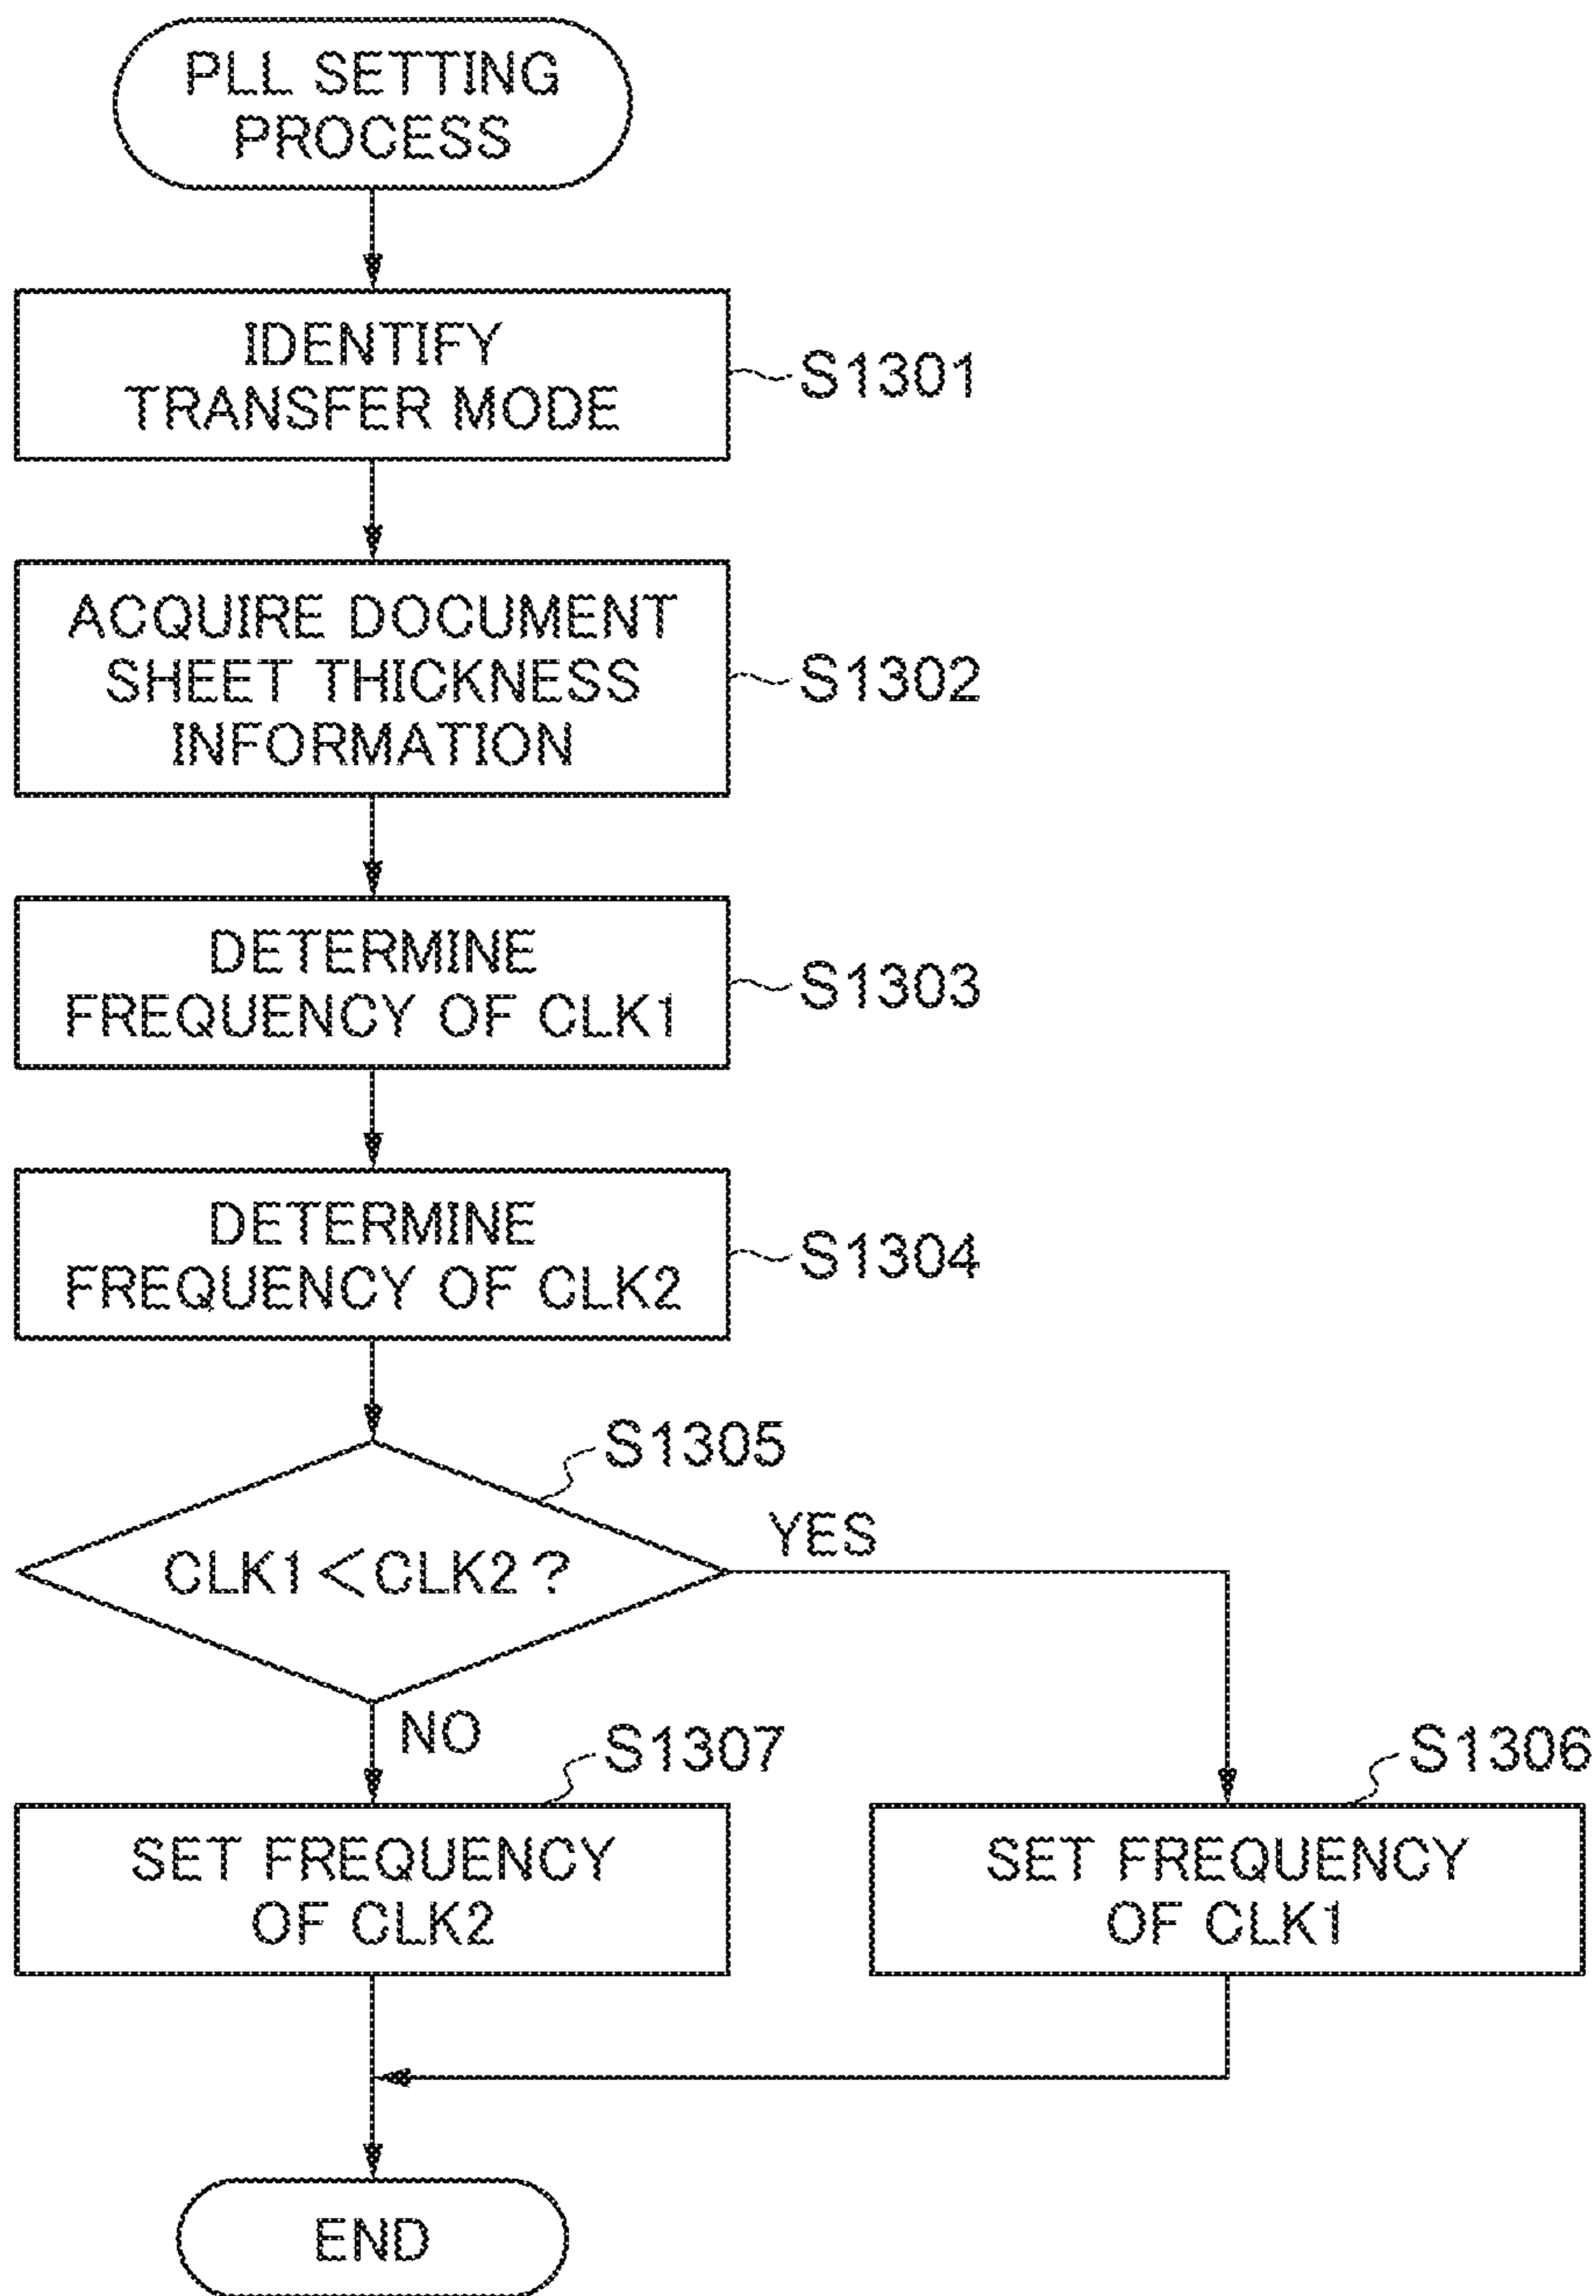 PLL SETTING
PROCESS
IDENTIFY
TRANSFER MODE
S1301
ACQUIRE DOCUMENT
SHEET THICKNESS
INFORMATION
S1302
DETERMINE
FREQUENCY OF CLK1
S1303
DETERMINE
FREQUENCY OF CLK2
S1304
S1305
CLK1<CLK2?
YES
NO
S1307
SET FREQUENCY
OF CLK2
S1306
SET FREQUENCY
OF CLK1
END